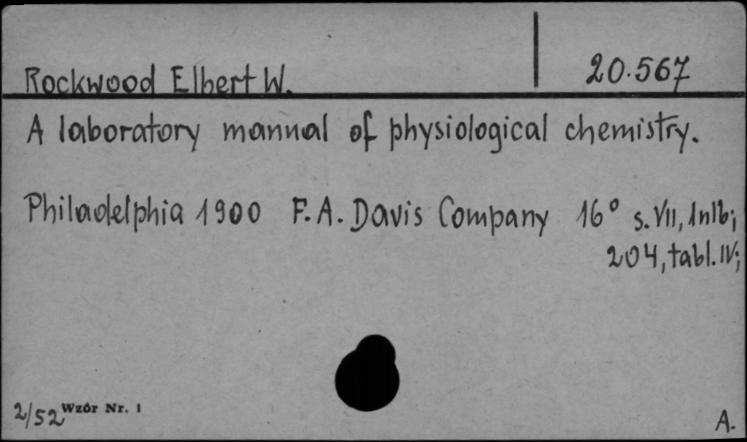 Rockwood Elbert W. 20.567
A laboratory manual of physiological chemistry.
Philadelphia 1900 F. A. Davis Company 16° s. VII, 1nlb;
204, tabl. IV;
2/52 Wzór Nr. 1
A.